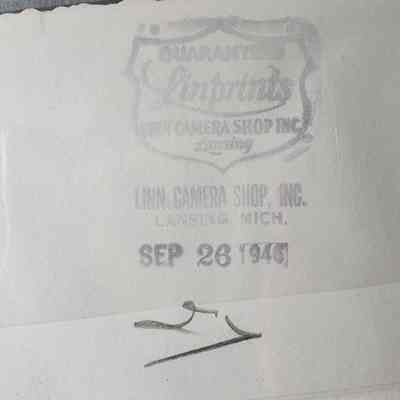 GUARANTEED
Linprints
LINN CAMERA SHOP INC.
Lansing
LINN CAMERA SHOP, INC.
LANSING, MICH.
SEP 26 1946